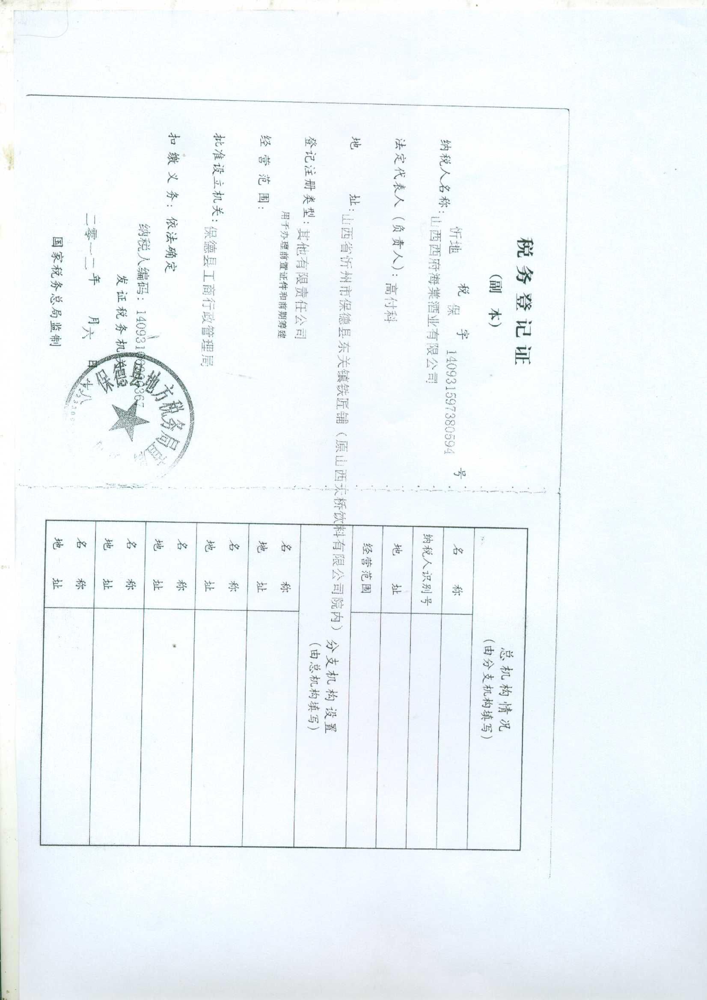 税务登记证
（副 本）
忻地 税 保 字 140931597380594 号
纳税人名称：山西西府海棠酒业有限公司
法定代表人（负责人）：高付科
地 址：山西省忻州市保德县东关镇铁匠铺（原山西天桥饮料有限公司院内）
登记注册类型：其他有限责任公司
用于办理前置证件和前期筹建
经营范围：
批准设立机关：保德县工商行政管理局
扣缴义务：依法确定
纳税人编码：
发证税务机关
二零一二年 月六 日
国家税务总局监制
保德县地方税务局
总机构情况
（由分支机构填写）
名 称
纳税人识别号
地 址
经营范围
分支机构设置
（由总机构填写）
名 称
地 址
名 称
地 址
名 称
地 址
名 称
地 址
名 称
地 址